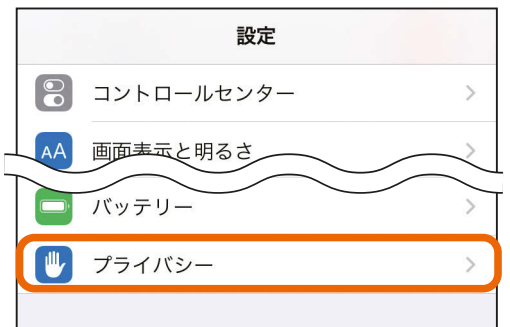 設定
コントロールセンター
AA 画面表示と明るさ
バッテリー
プライバシー